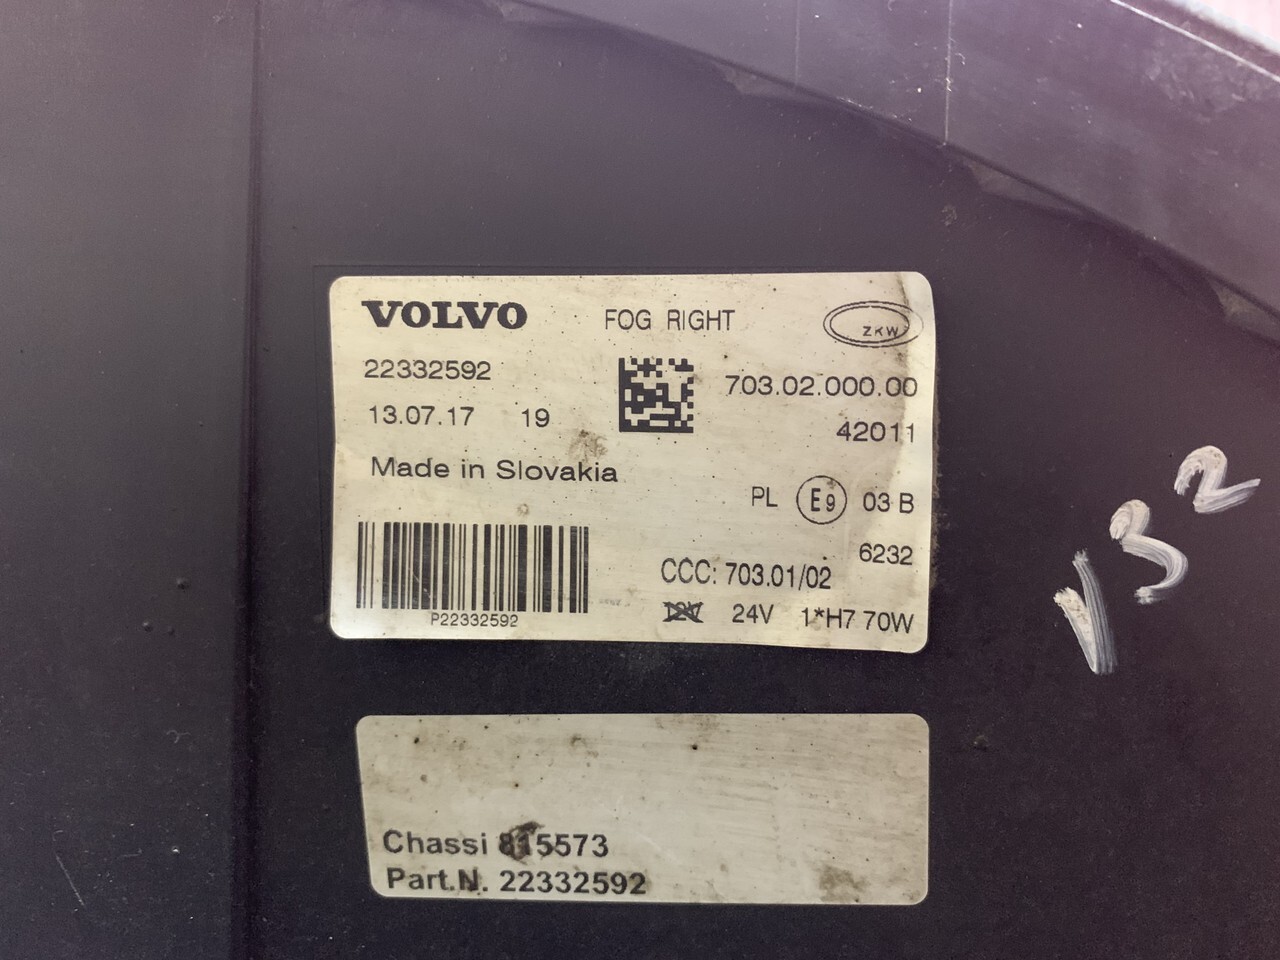 VOLVO FOG RIGHT ZKW
22332592 703.02.000.00
13.07.17 19 42011
Made in Slovakia
PL E9 03 B
6232
CCC: 703.01/02
12V 24V 1*H7 70W
P22332592
Chassi 815573
Part.N. 22332592
132